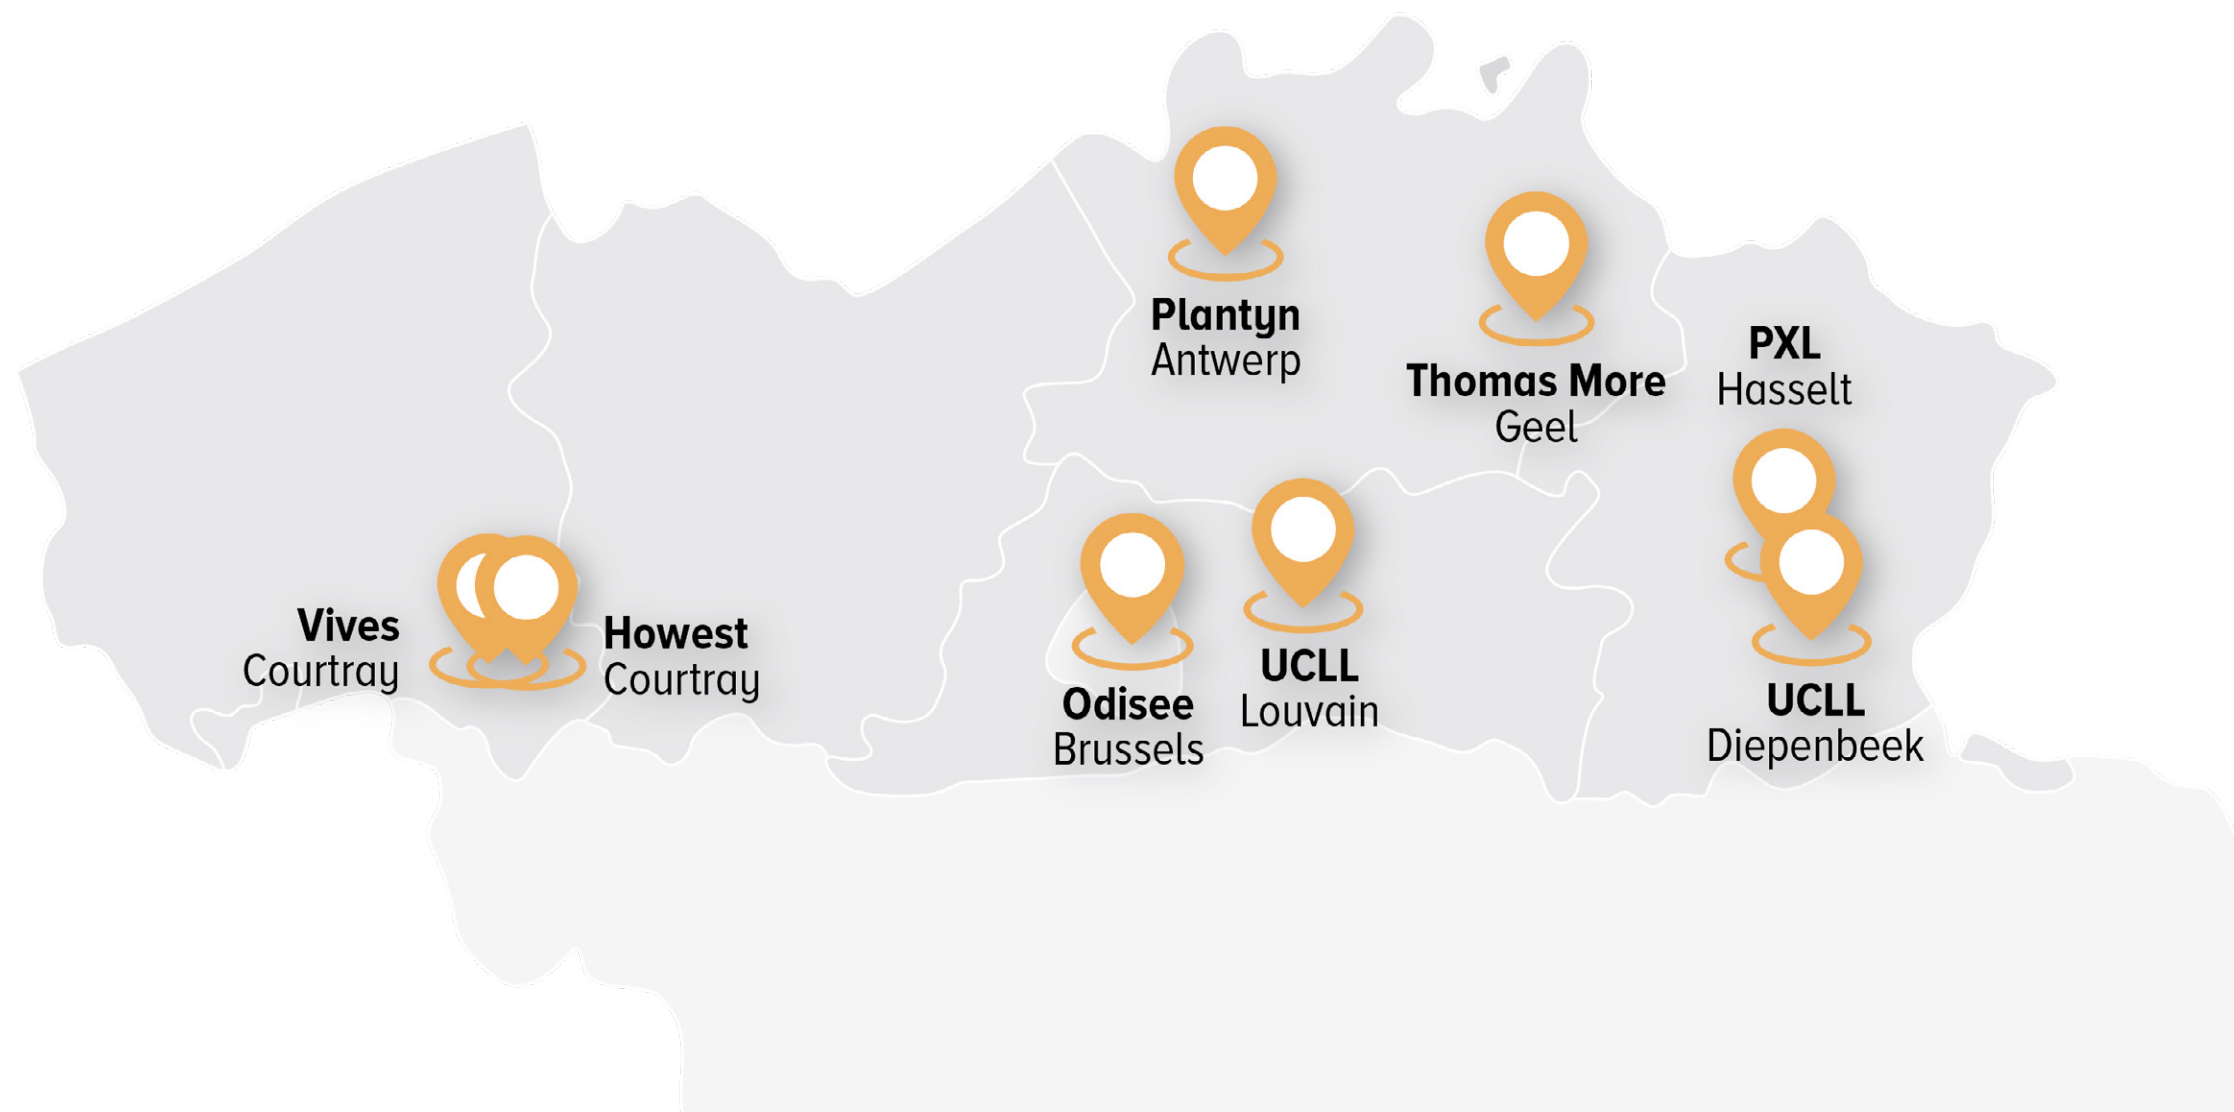 Plantyn
Antwerp
Thomas More
Geel
PXL
Hasselt
Vives
Courtray
Howest
Courtray
Odisee
Brussels
UCLL
Louvain
UCLL
Diepenbeek